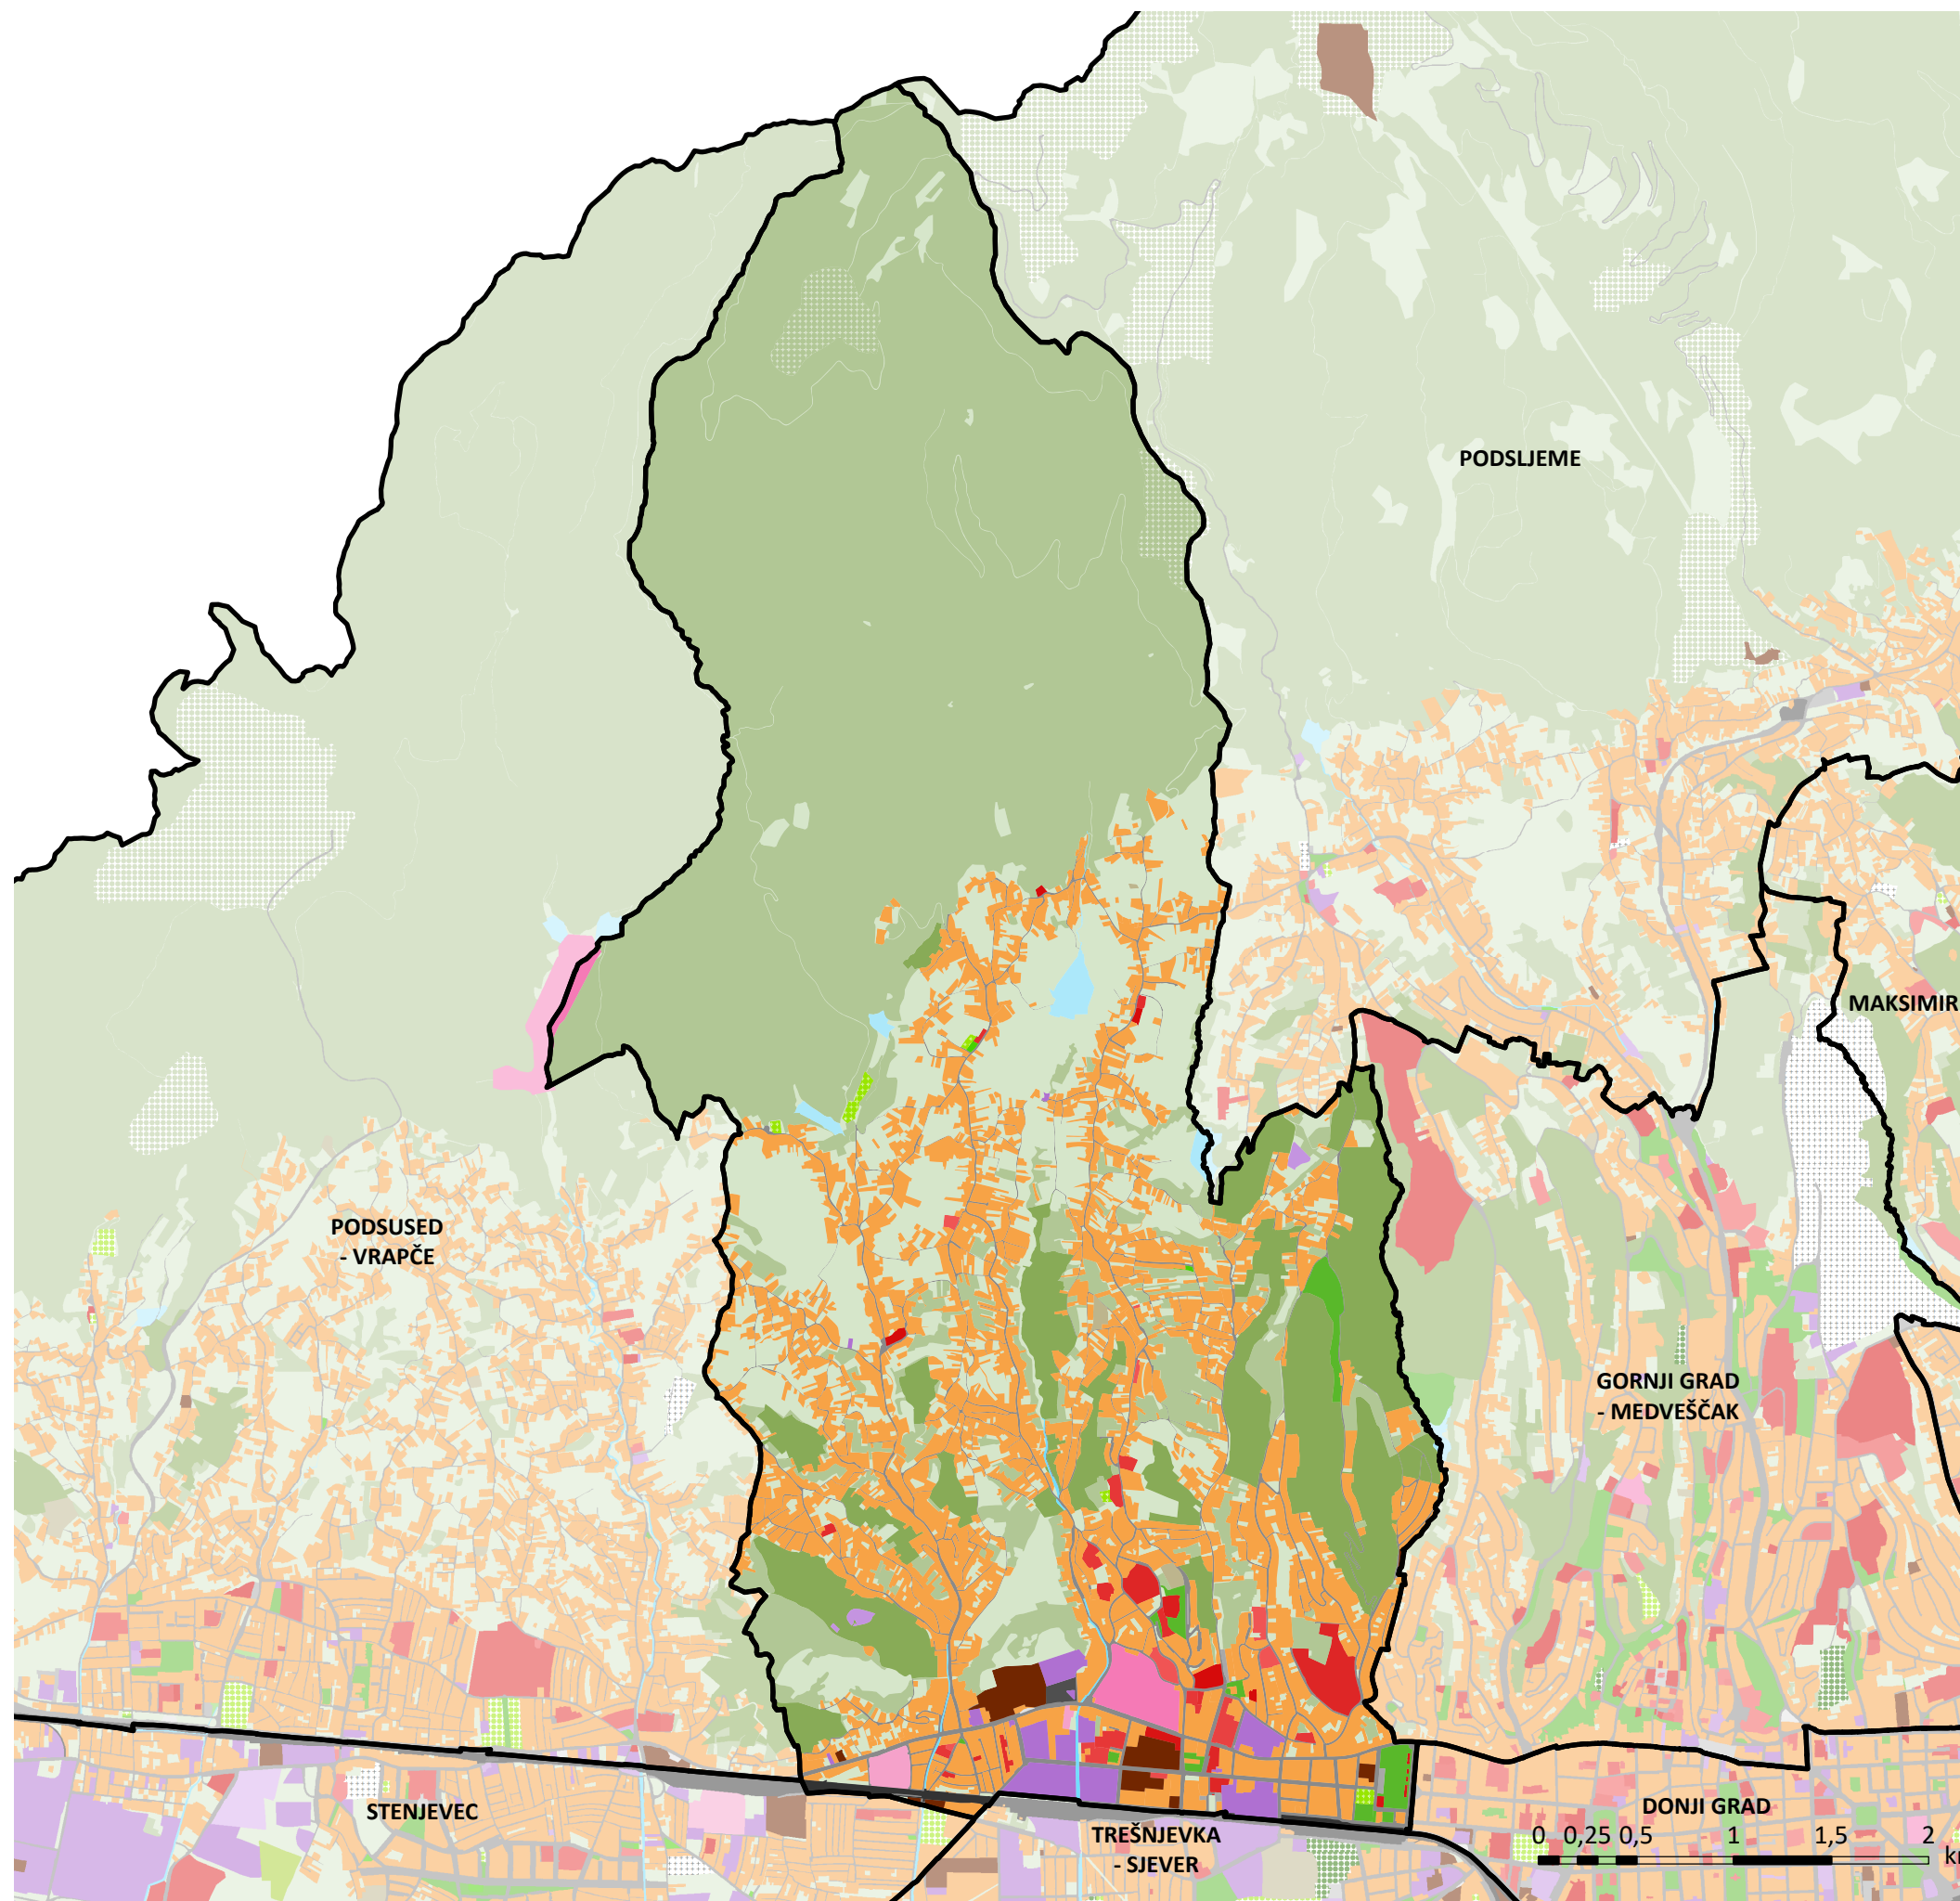 PODSLJEME
MAKSIMIR
PODSUSED
- VRAPČE
GORNJI GRAD
- MEDVEŠČAK
STENJEVEC
TREŠNJEVKA
- SJEVER
DONJI GRAD
0 0,25 0,5 1 1,5 2
km